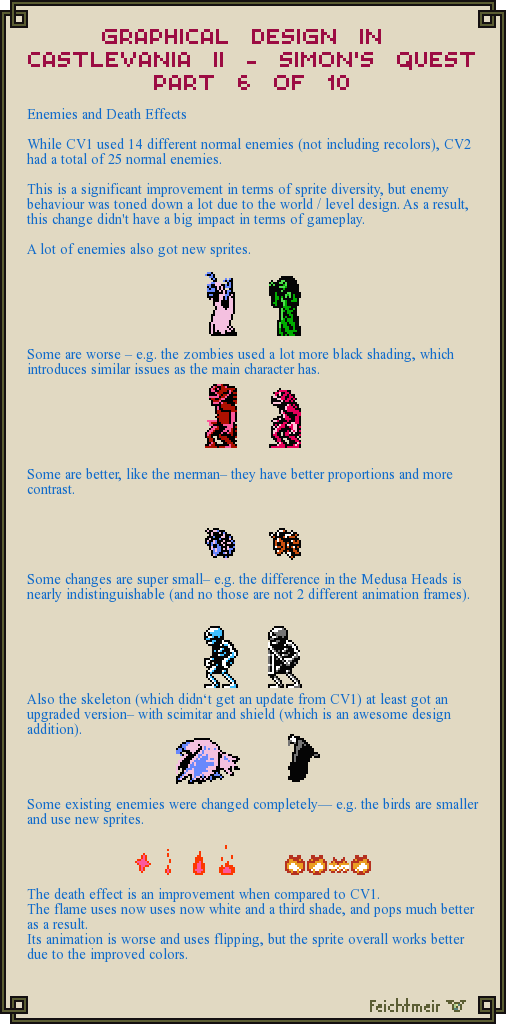 GRAPHICAL DESIGN IN
CASTLEVANIA II - SIMON'S QUEST
PART 6 OF 10
Enemies and Death Effects
While CV1 used 14 different normal enemies (not including recolors), CV2
had a total of 25 normal enemies.
This is a significant improvement in terms of sprite diversity, but enemy
behaviour was toned down a lot due to the world / level design. As a result,
this change didn't have a big impact in terms of gameplay.
A lot of enemies also got new sprites.
Some are worse – e.g. the zombies used a lot more black shading, which
introduces similar issues as the main character has.
Some are better, like the merman– they have better proportions and more
contrast.
Some changes are super small– e.g. the difference in the Medusa Heads is
nearly indistinguishable (and no those are not 2 different animation frames).
Also the skeleton (which didn‘t get an update from CV1) at least got an
upgraded version– with scimitar and shield (which is an awesome design
addition).
Some existing enemies were changed completely— e.g. the birds are smaller
and use new sprites.
The death effect is an improvement when compared to CV1.
The flame uses now uses now white and a third shade, and pops much better
as a result.
Its animation is worse and uses flipping, but the sprite overall works better
due to the improved colors.
Feichtmeir